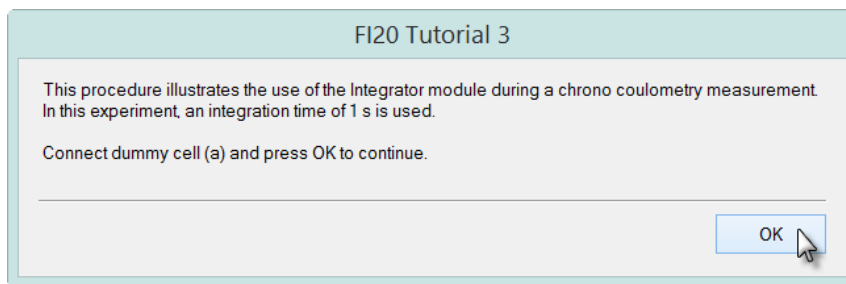 FI20 Tutorial 3
This procedure illustrates the use of the Integrator module during a chrono coulometry measurement.
In this experiment, an integration time of 1 s is used.
Connect dummy cell (a) and press OK to continue.
OK